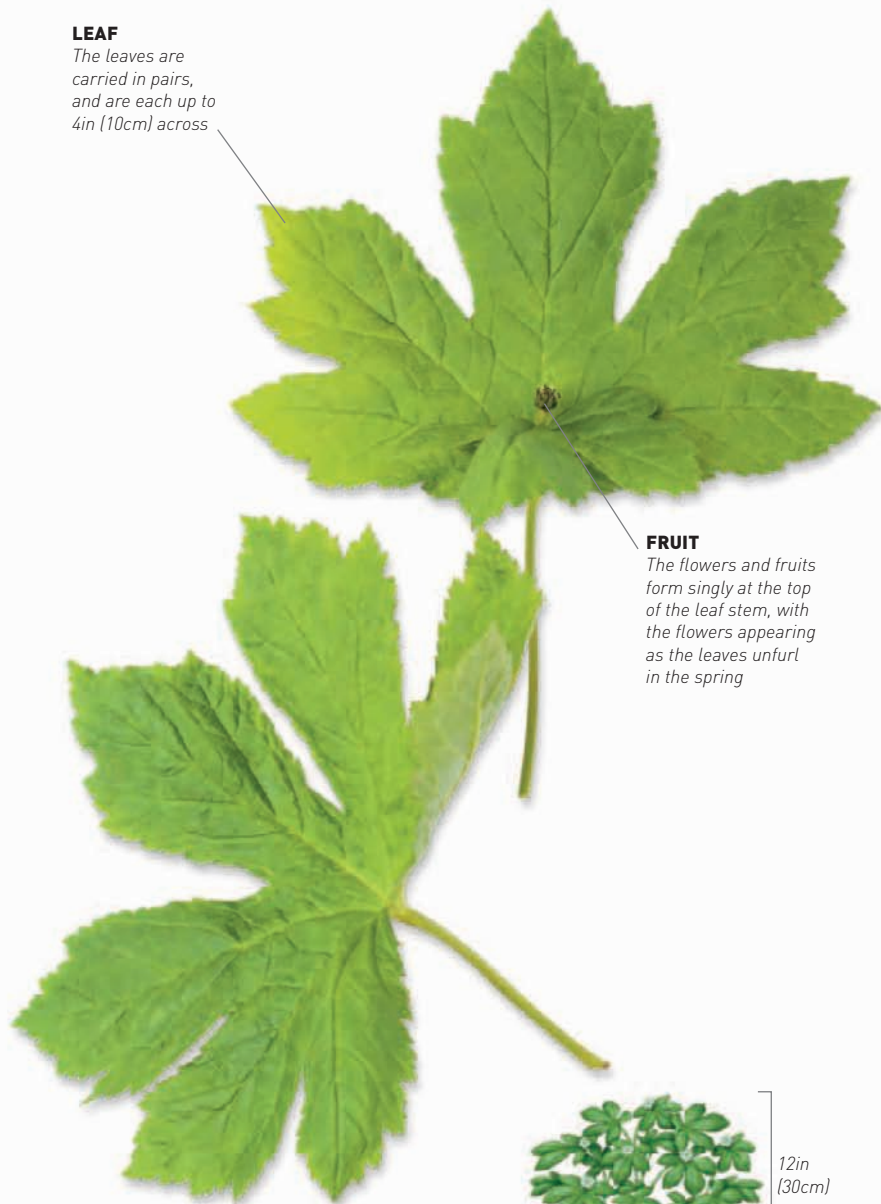 LEAF
The leaves are
carried in pairs,
and are each up to
4in (10cm) across
FRUIT
The flowers and fruits
form singly at the top
of the leaf stem, with
the flowers appearing
as the leaves unfurl
in the spring
12in
(30cm)